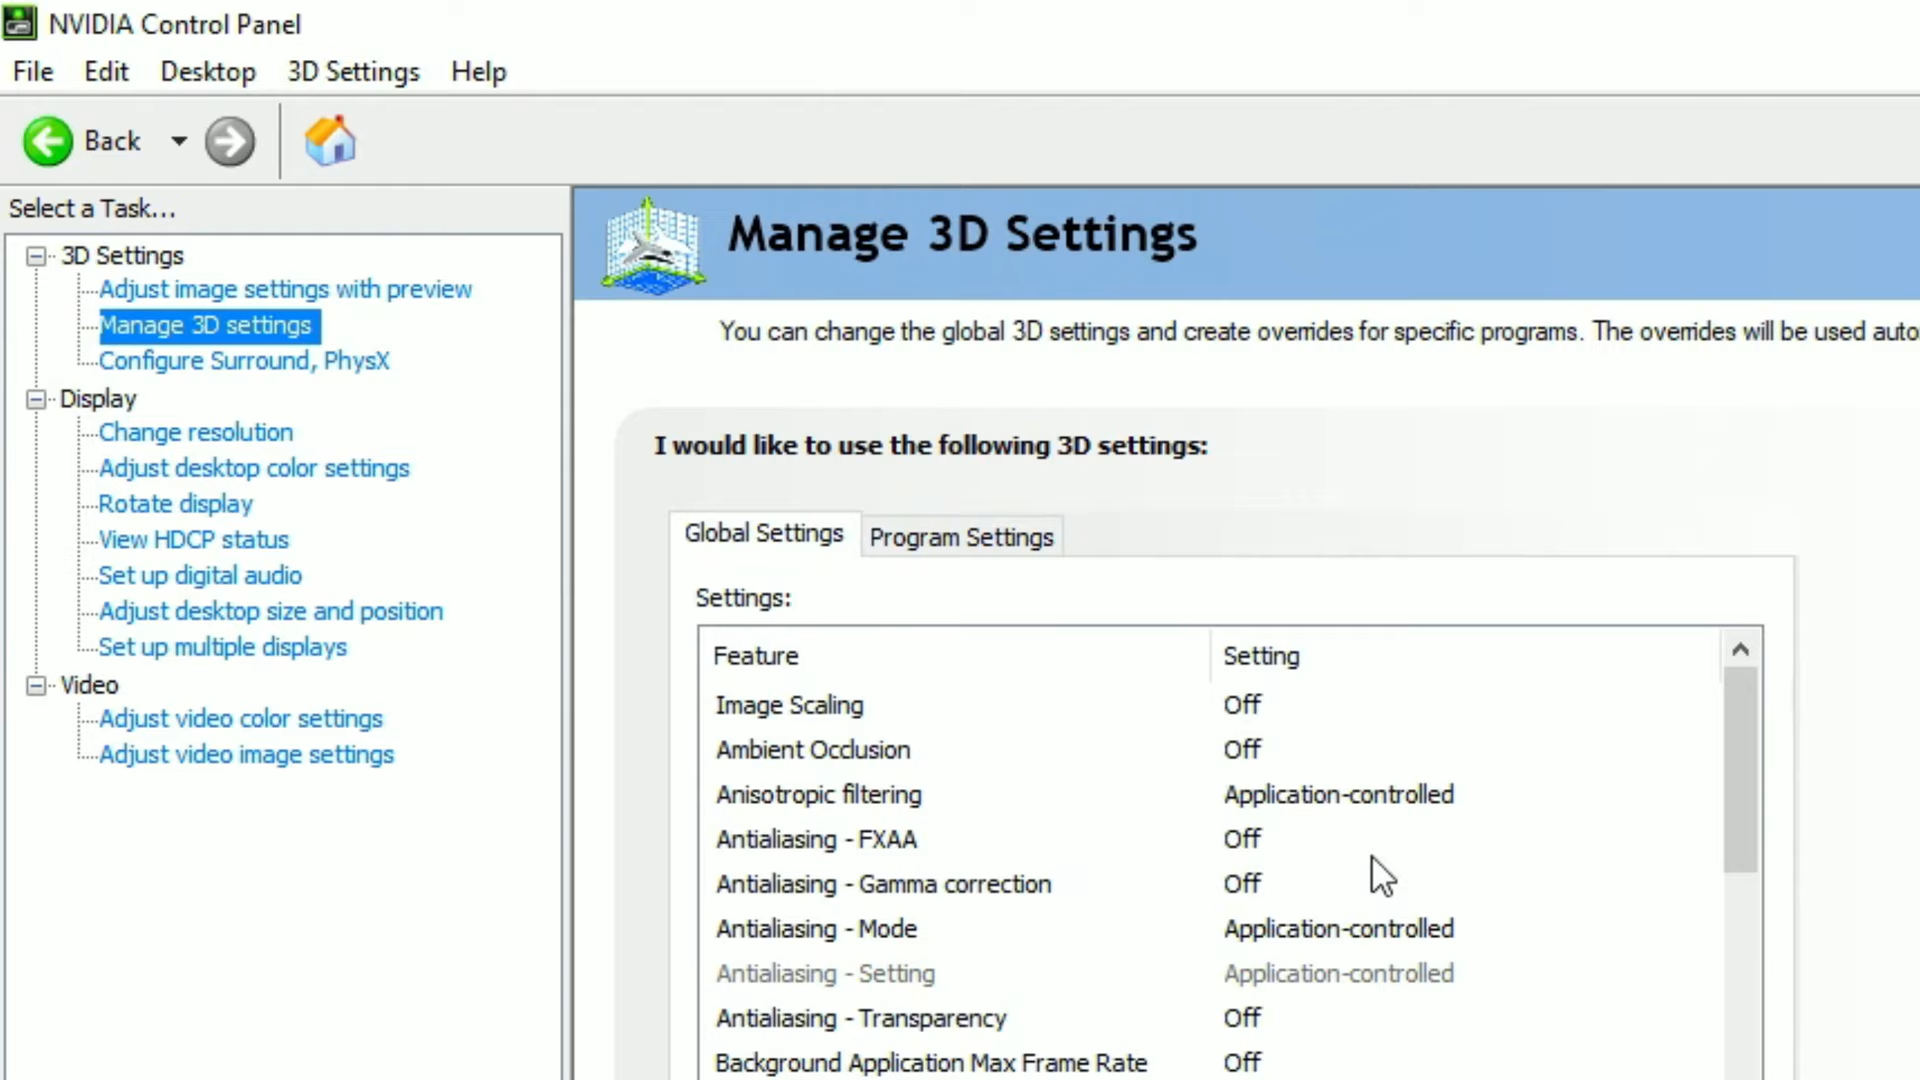 NVIDIA Control Panel
File Edit Desktop 3D Settings Help
Back
Select a Task...
3D Settings
Adjust image settings with preview
Manage 3D settings
Configure Surround, PhysX
Display
Change resolution
Adjust desktop color settings
Rotate display
View HDCP status
Set up digital audio
Adjust desktop size and position
Set up multiple displays
Video
Adjust video color settings
Adjust video image settings
Manage 3D Settings
You can change the global 3D settings and create overrides for specific programs. The overrides will be used auto
I would like to use the following 3D settings:
Global Settings Program Settings
Settings:
Feature Setting
Image Scaling Off
Ambient Occlusion Off
Anisotropic filtering Application-controlled
Antialiasing - FXAA Off
Antialiasing - Gamma correction Off
Antialiasing - Mode Application-controlled
Antialiasing - Setting Application-controlled
Antialiasing - Transparency Off
Background Application Max Frame Rate Off